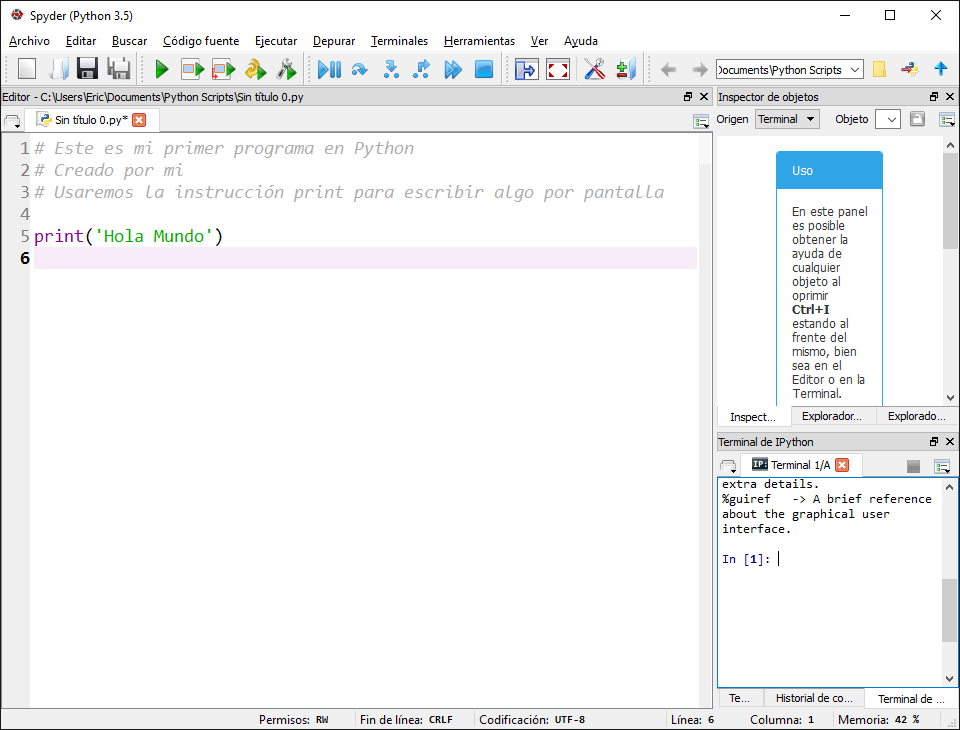 Spyder (Python 3.5)
Archivo Editar Buscar Código fuente Ejecutar Depurar Terminales Herramientas Ver Ayuda
ocuments\Python Scripts
Editor - C:\Users\Eric\Documents\Python Scripts\Sin título 0.py
Sin título 0.py*
1 # Este es mi primer programa en Python
2 # Creado por mi
3 # Usaremos la instrucción print para escribir algo por pantalla
4
5 print('Hola Mundo')
6
Inspector de objetos
Origen Terminal Objeto
Uso
En este panel
es posible
obtener la
ayuda de
cualquier
objeto al
oprimir
Ctrl+I
estando al
frente del
mismo, bien
sea en el
Editor o en la
Terminal.
Inspect... Explorador... Explorado...
Terminal de IPython
IP: Terminal 1/A
extra details.
%guiref -> A brief reference
about the graphical user
interface.
In [1]:
Te... Historial de co... Terminal de ...
Permisos: RW Fin de línea: CRLF Codificación: UTF-8 Línea: 6 Columna: 1 Memoria: 42 %